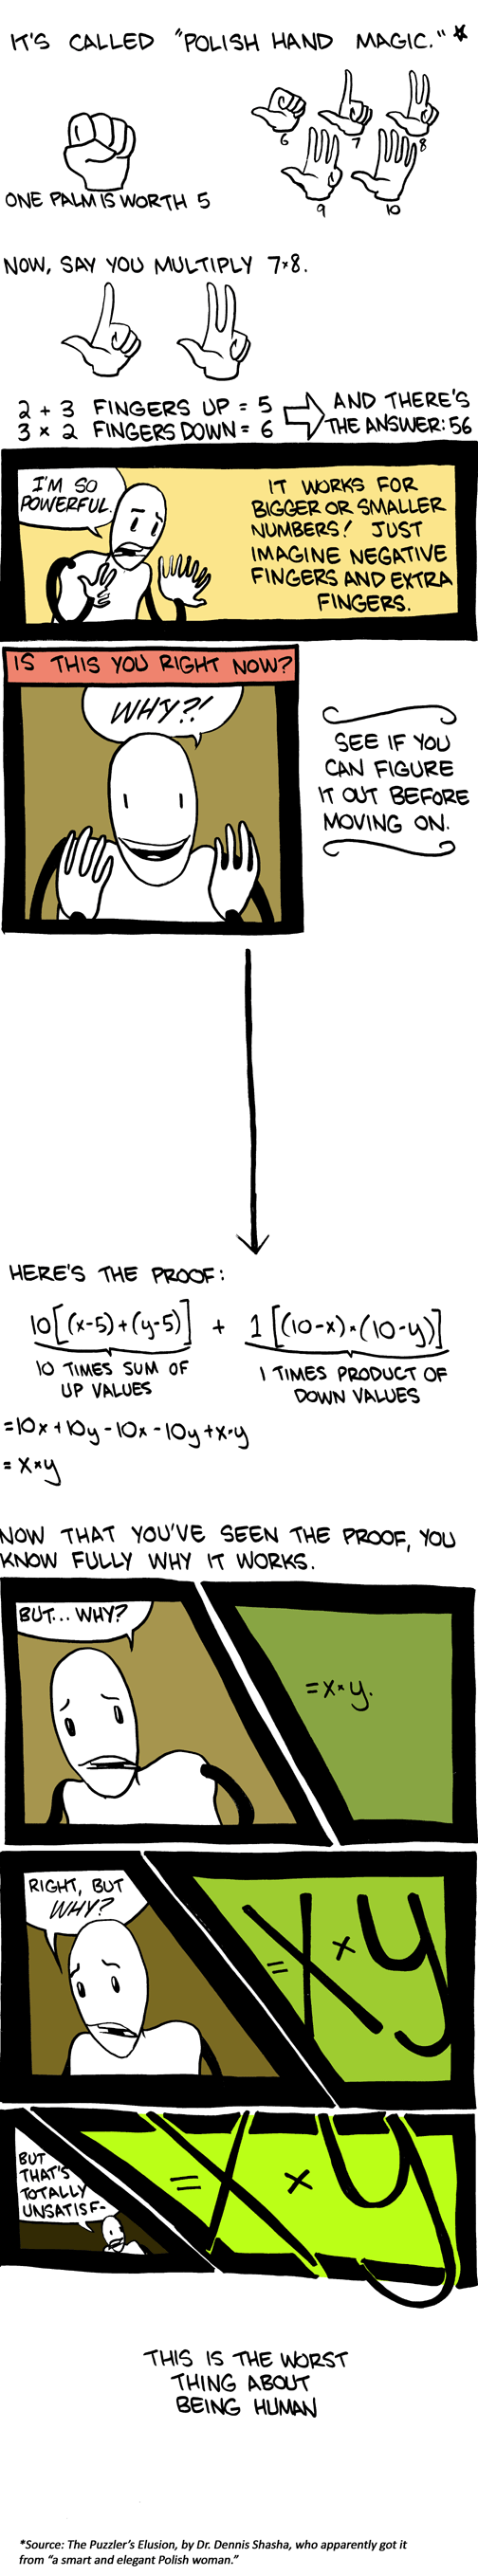 IT'S CALLED "POLISH HAND MAGIC."*
6
7
8
9
10
ONE PALM IS WORTH 5
NOW, SAY YOU MULTIPLY 7×8.
2 + 3 FINGERS UP = 5
3 × 2 FINGERS DOWN = 6
AND THERE'S
THE ANSWER: 56
I'M SO
POWERFUL.
IT WORKS FOR
BIGGER OR SMALLER
NUMBERS! JUST
IMAGINE NEGATIVE
FINGERS AND EXTRA
FINGERS.
IS THIS YOU RIGHT NOW?
WHY?!
SEE IF YOU
CAN FIGURE
IT OUT BEFORE
MOVING ON.
HERE'S THE PROOF:
10[(x-5)+(y-5)] + 1[(10-x)×(10-y)]
10 TIMES SUM OF
UP VALUES
1 TIMES PRODUCT OF
DOWN VALUES
=10x+10y-10x-10y+x×y
= x×y
NOW THAT YOU'VE SEEN THE PROOF, YOU
KNOW FULLY WHY IT WORKS.
BUT... WHY?
=x×y.
RIGHT, BUT
WHY?
=x×y
BUT
THAT'S
TOTALLY
UNSATISF-
=x×y
THIS IS THE WORST
THING ABOUT
BEING HUMAN
*Source: The Puzzler's Elusion, by Dr. Dennis Shasha, who apparently got it
from "a smart and elegant Polish woman."